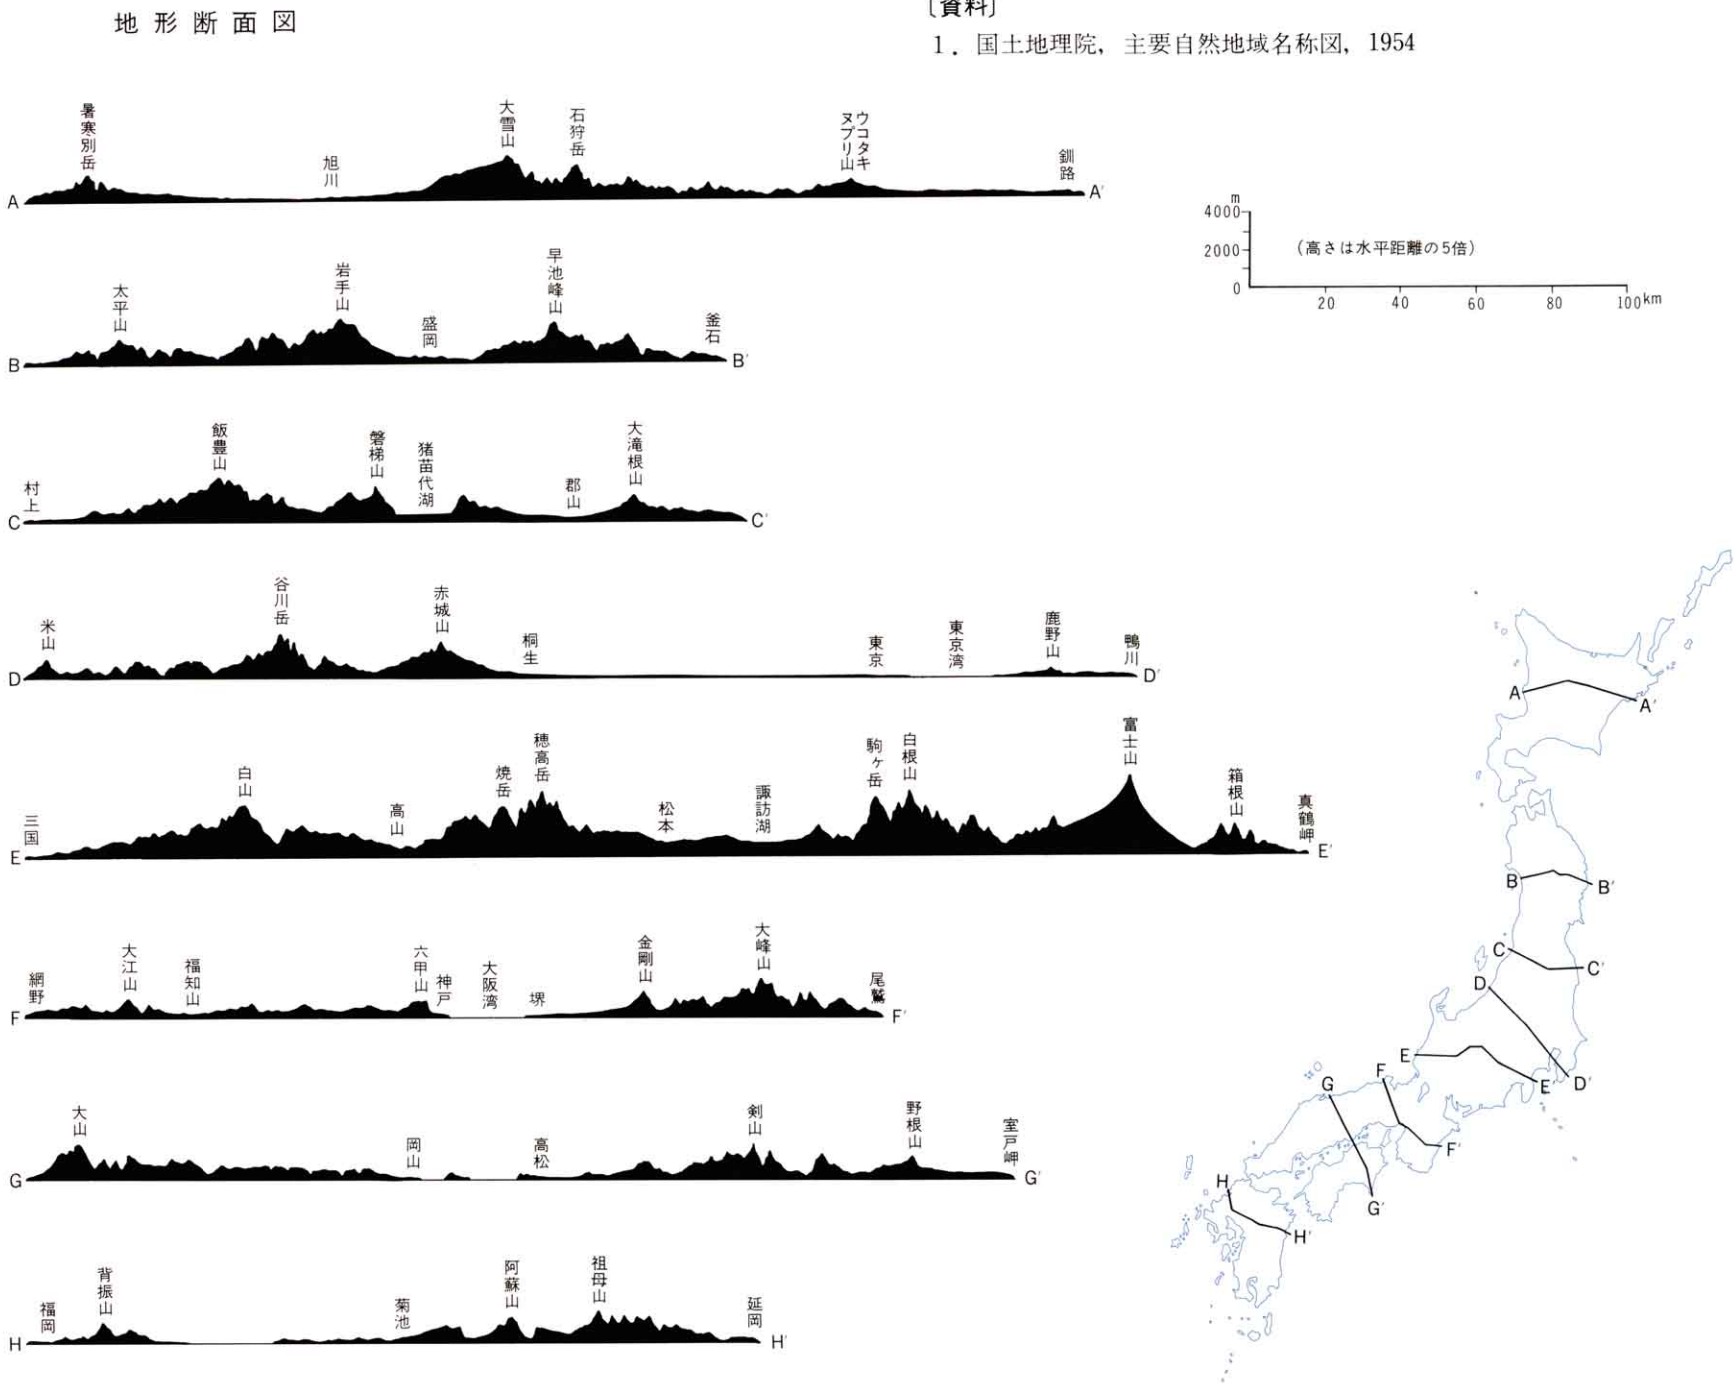 地形断面図
〔資料〕
1. 国土地理院, 主要自然地域名称図, 1954
暑寒別岳
旭川
大雪山
石狩岳
ウコタキ
ヌプリ山
釧路
A
A'
m
4000
2000
0
(高さは水平距離の5倍)
20 40 60 80 100km
太平山
岩手山
盛岡
早池峰山
釜石
B
B'
村上
飯豊山
磐梯山
猪苗代湖
郡山
大滝根山
C
C'
米山
谷川岳
赤城山
桐生
東京
東京湾
鹿野山
鴨川
D
D'
三国
白山
高山
焼岳
穂高岳
松本
諏訪湖
駒ヶ岳
白根山
富士山
箱根山
真鶴岬
E
E'
網野
大江山
福知山
六甲山
神戸
大阪湾
堺
金剛山
大峰山
尾鷲
F
F'
大山
岡山
高松
剣山
野根山
室戸岬
G
G'
福岡
背振山
菊池
阿蘇山
祖母山
延岡
H
H'
A
A'
B
B'
C
C'
D
D'
E
E'
F
F'
G
G'
H
H'